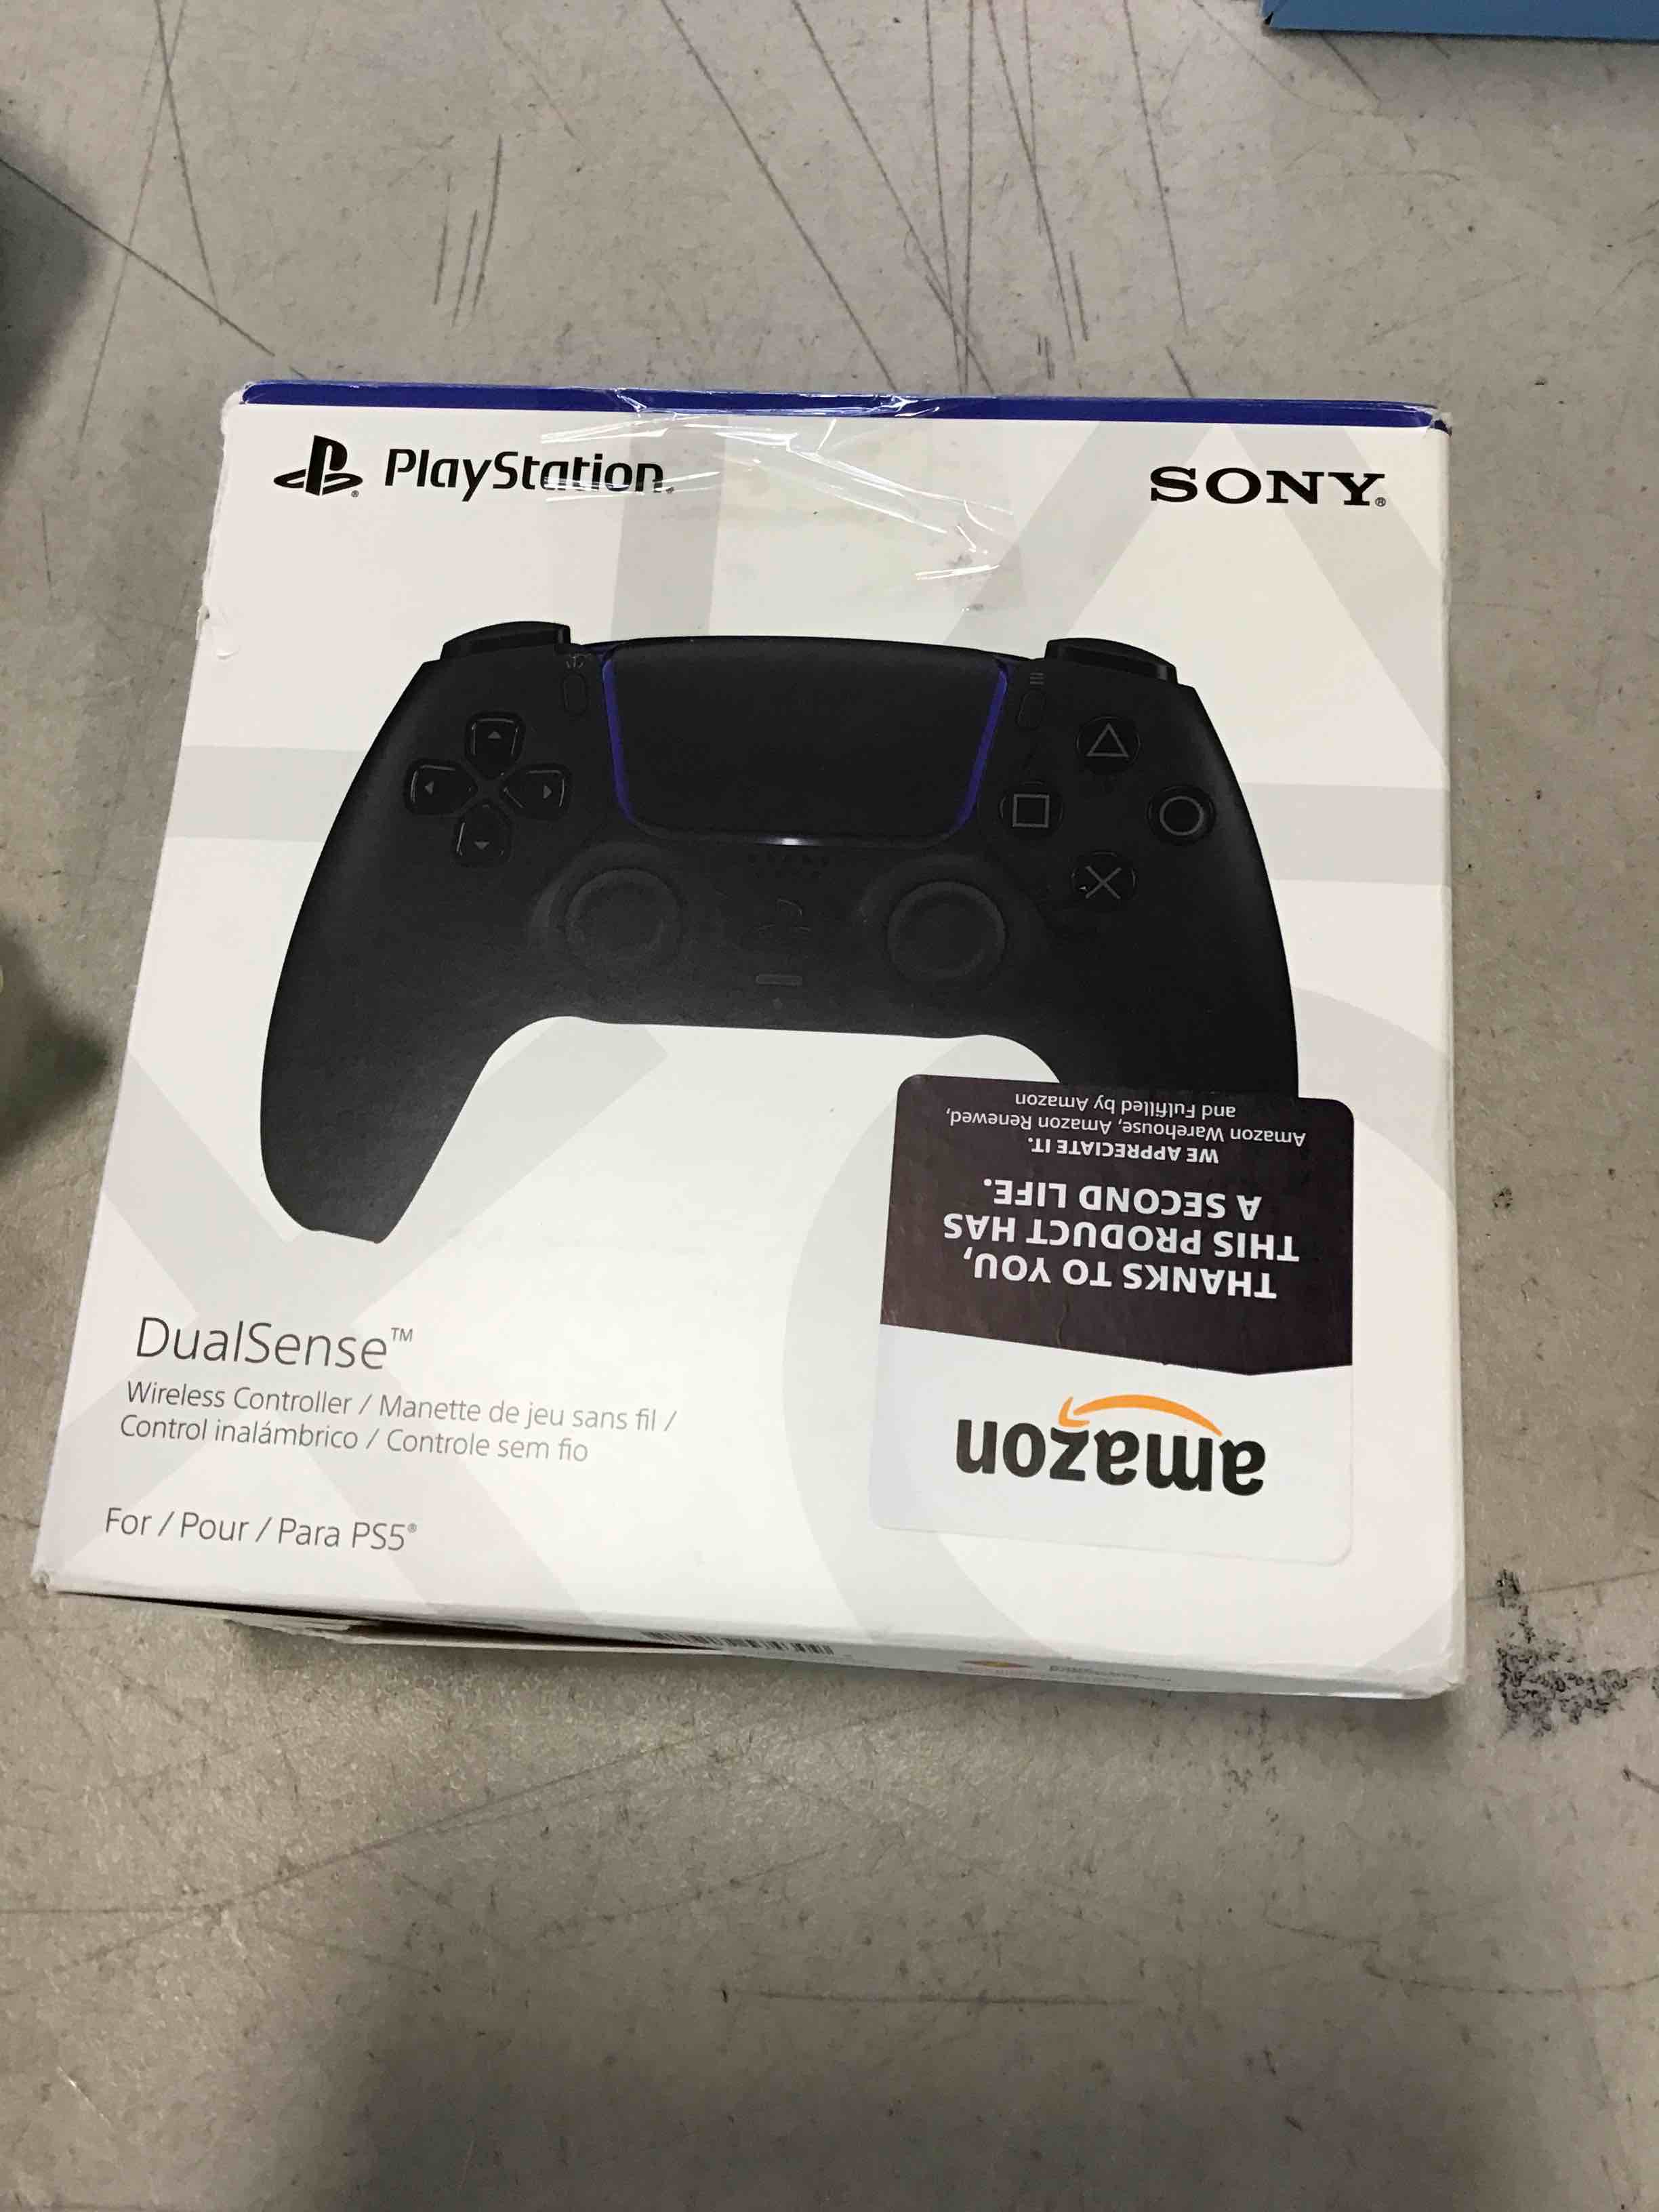 PlayStation®
SONY®
DualSense™
Wireless Controller / Manette de jeu sans fil /
Control inalámbrico / Controle sem fio
For / Pour / Para PS5®
amazon
THANKS TO YOU,
THIS PRODUCT HAS
A SECOND LIFE.
WE APPRECIATE IT.
Amazon Warehouse, Amazon Renewed,
and Fulfilled by Amazon